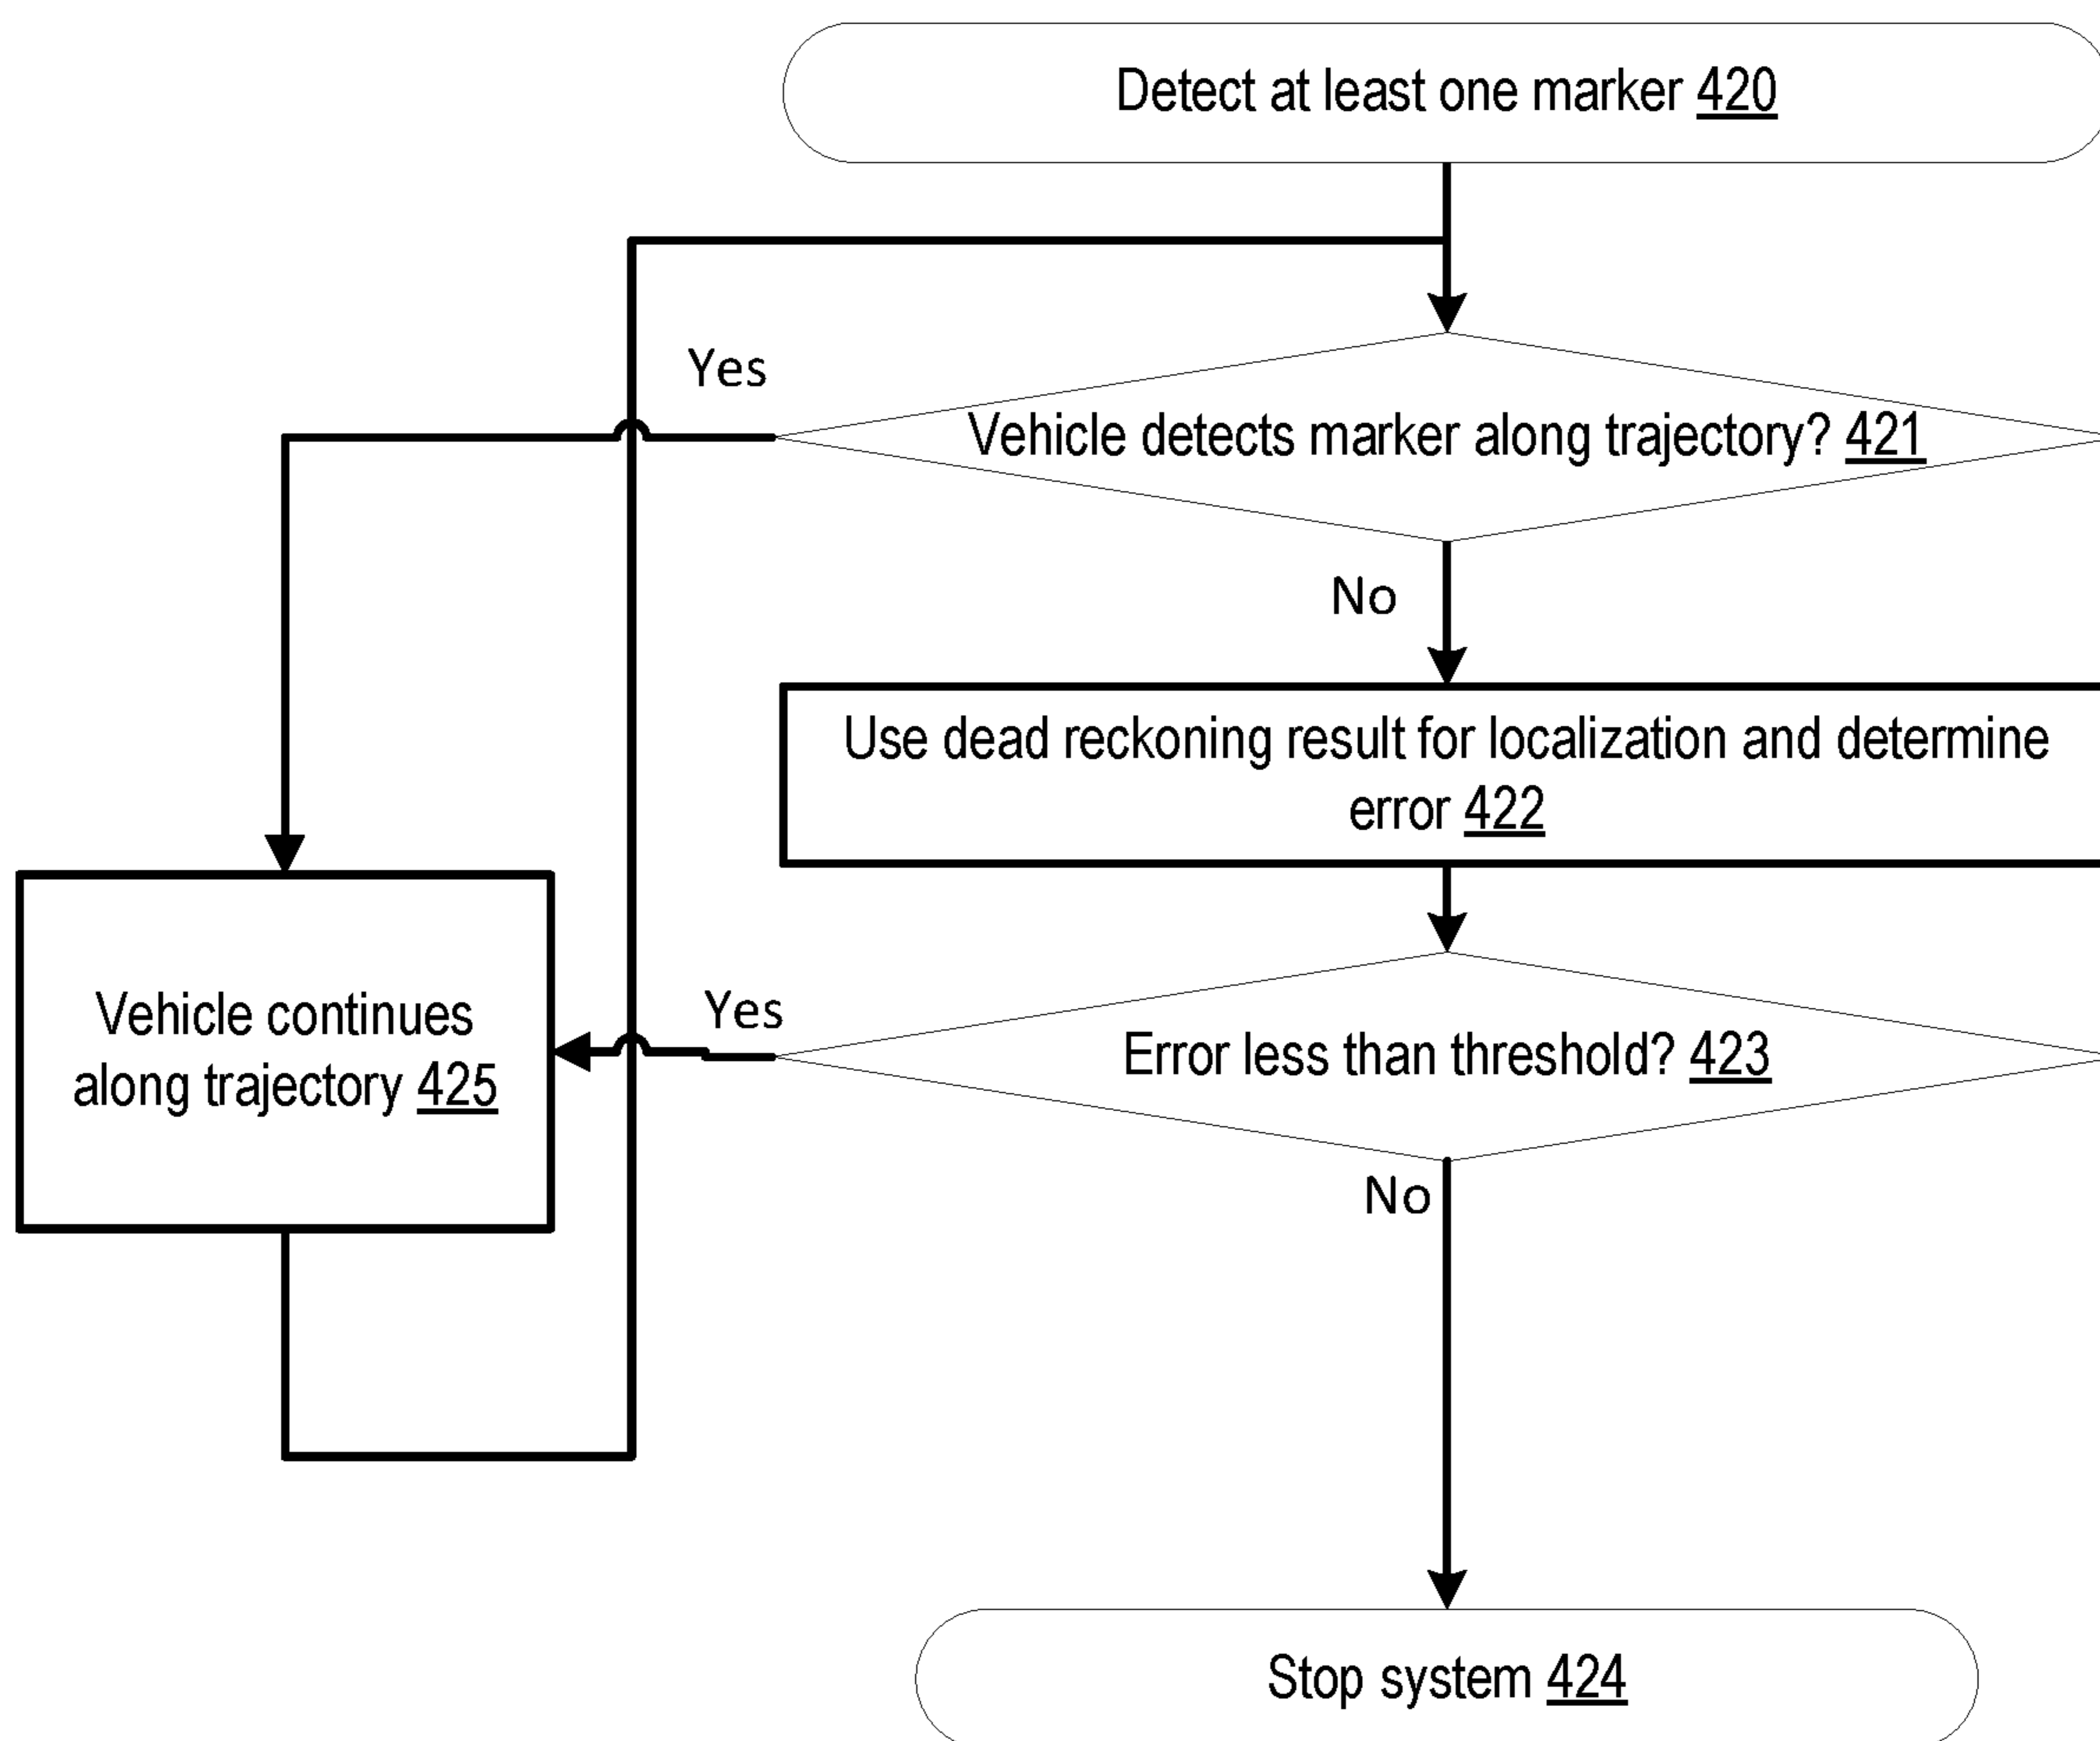 Detect at least one marker 420
Yes
Vehicle detects marker along trajectory? 421
No
Use dead reckoning result for localization and determine
error 422
Vehicle continues
along trajectory 425
Yes
Error less than threshold? 423
No
Stop system 424